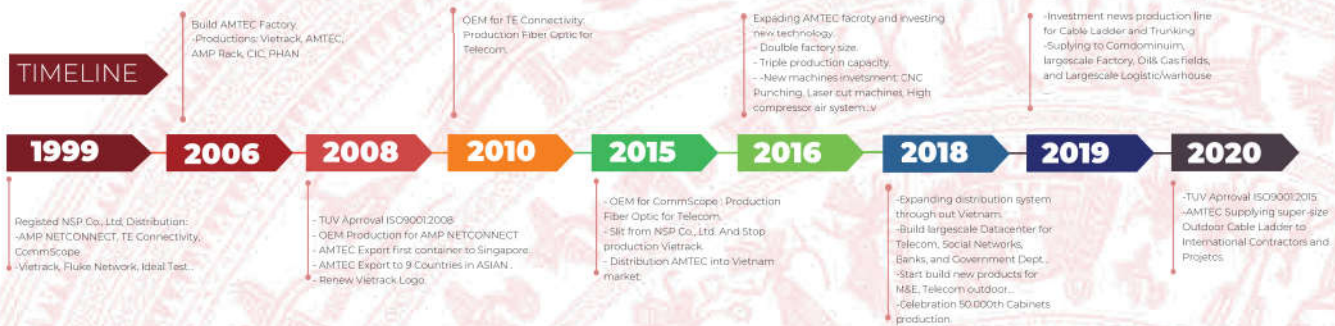 TIMELINE
1999
Registed NSP Co., Ltd, Distribution:
-AMP NETCONNECT, TE Connectivity,
CommScope
-Vietrack, Fluke Network, Ideal Test...
Build AMTEC Factory
-Productions: Vietrack, AMTEC,
AMP Rack, CIC, PHAN
2006
2008
- TUV Aprroval ISO9001:2008
- OEM Production for AMP NETCONNECT
- AMTEC Export first container to Singapore.
- AMTEC Export to 9 Countries in ASIAN .
- Renew Vietrack Logo.
OEM for TE Connectivity:
Production Fiber Optic for
Telecom.
2010
2015
- OEM for CommScope : Production
Fiber Optic for Telecom.
- Slit from NSP Co., Ltd. And Stop
production Vietrack.
- Distribution AMTEC into Vietnam
market.
Expading AMTEC facroty and investing
new technology.
- Doulble factory size.
- Triple production capacity.
- -New machines invetsment: CNC
Punching, Laser cut machines, High
compressor air system...v
2016
2018
-Expanding distribution system
through out Vietnam.
-Build largescale Datacenter for
Telecom, Social Networks,
Banks, and Government Dept...
-Start build new products for
M&E, Telecom outdoor...
-Celebration 50.000th Cabinets
production.
-Investment news production line
for Cable Ladder and Trunking
-Suplying to Comdominuim,
largescale Factory, Oil& Gas fields,
and Largescale Logistic/warhouse
...
2019
2020
-TUV Aprroval ISO9001:2015
-AMTEC Supplying super-size
Outdoor Cable Ladder to
International Contractors and
Projetcs.